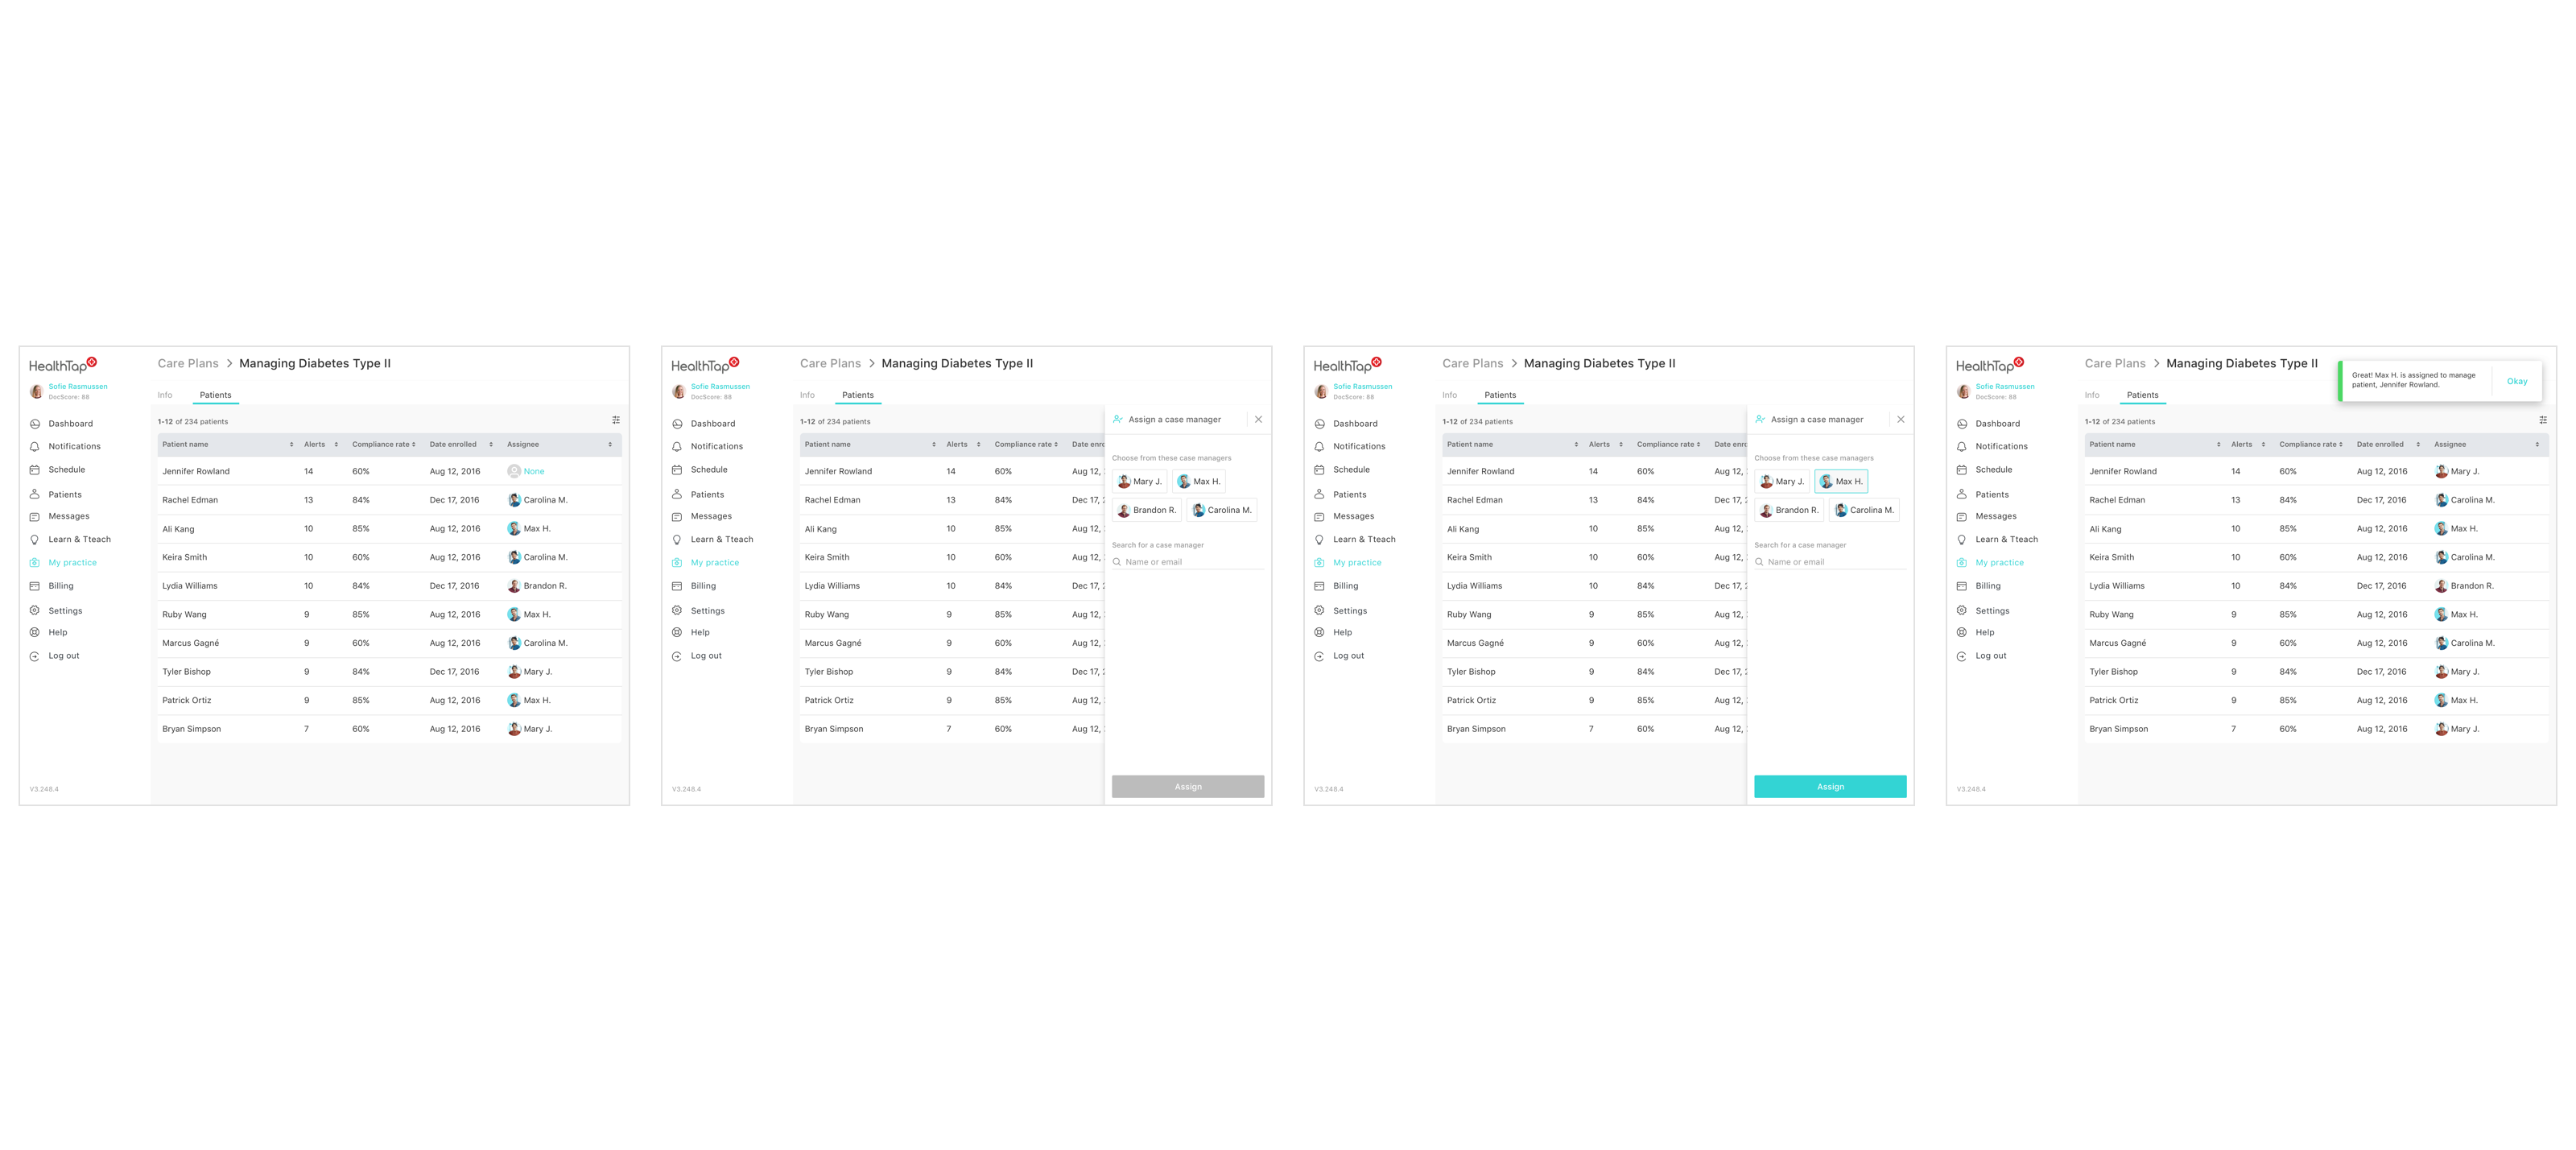 HealthTap
Sofie Rasmussen
DocScore: 88
Dashboard
Notifications
Schedule
Patients
Messages
Learn & Tteach
My practice
Billing
Settings
Help
Log out
V3.248.4
Care Plans > Managing Diabetes Type II
Info Patients
1-12 of 234 patients
Patient name Alerts Compliance rate Date enrolled Assignee
Jennifer Rowland 14 60% Aug 12, 2016 None
Rachel Edman 13 84% Dec 17, 2016 Carolina M.
Ali Kang 10 85% Aug 12, 2016 Max H.
Keira Smith 10 60% Aug 12, 2016 Carolina M.
Lydia Williams 10 84% Dec 17, 2016 Brandon R.
Ruby Wang 9 85% Aug 12, 2016 Max H.
Marcus Gagné 9 60% Aug 12, 2016 Carolina M.
Tyler Bishop 9 84% Dec 17, 2016 Mary J.
Patrick Ortiz 9 85% Aug 12, 2016 Max H.
Bryan Simpson 7 60% Aug 12, 2016 Mary J.
HealthTap
Sofie Rasmussen
DocScore: 88
Dashboard
Notifications
Schedule
Patients
Messages
Learn & Tteach
My practice
Billing
Settings
Help
Log out
V3.248.4
Care Plans > Managing Diabetes Type II
Info Patients
1-12 of 234 patients
Patient name Alerts Compliance rate Date enro
Jennifer Rowland 14 60% Aug 12,
Rachel Edman 13 84% Dec 17,
Ali Kang 10 85% Aug 12,
Keira Smith 10 60% Aug 12,
Lydia Williams 10 84% Dec 17,
Ruby Wang 9 85% Aug 12,
Marcus Gagné 9 60% Aug 12,
Tyler Bishop 9 84% Dec 17,
Patrick Ortiz 9 85% Aug 12,
Bryan Simpson 7 60% Aug 12,
Assign a case manager
Choose from these case managers
Mary J. Max H.
Brandon R. Carolina M.
Search for a case manager
Name or email
Assign
HealthTap
Sofie Rasmussen
DocScore: 88
Dashboard
Notifications
Schedule
Patients
Messages
Learn & Tteach
My practice
Billing
Settings
Help
Log out
V3.248.4
Care Plans > Managing Diabetes Type II
Info Patients
1-12 of 234 patients
Patient name Alerts Compliance rate Date enro
Jennifer Rowland 14 60% Aug 12,
Rachel Edman 13 84% Dec 17,
Ali Kang 10 85% Aug 12,
Keira Smith 10 60% Aug 12,
Lydia Williams 10 84% Dec 17,
Ruby Wang 9 85% Aug 12,
Marcus Gagné 9 60% Aug 12,
Tyler Bishop 9 84% Dec 17,
Patrick Ortiz 9 85% Aug 12,
Bryan Simpson 7 60% Aug 12,
Assign a case manager
Choose from these case managers
Mary J. Max H.
Brandon R. Carolina M.
Search for a case manager
Name or email
Assign
HealthTap
Sofie Rasmussen
DocScore: 88
Dashboard
Notifications
Schedule
Patients
Messages
Learn & Tteach
My practice
Billing
Settings
Help
Log out
V3.248.4
Care Plans > Managing Diabetes Type II
Great! Max H. is assigned to manage
patient, Jennifer Rowland.
Okay
Info Patients
1-12 of 234 patients
Patient name Alerts Compliance rate Date enrolled Assignee
Jennifer Rowland 14 60% Aug 12, 2016 Mary J.
Rachel Edman 13 84% Dec 17, 2016 Carolina M.
Ali Kang 10 85% Aug 12, 2016 Max H.
Keira Smith 10 60% Aug 12, 2016 Carolina M.
Lydia Williams 10 84% Dec 17, 2016 Brandon R.
Ruby Wang 9 85% Aug 12, 2016 Max H.
Marcus Gagné 9 60% Aug 12, 2016 Carolina M.
Tyler Bishop 9 84% Dec 17, 2016 Mary J.
Patrick Ortiz 9 85% Aug 12, 2016 Max H.
Bryan Simpson 7 60% Aug 12, 2016 Mary J.